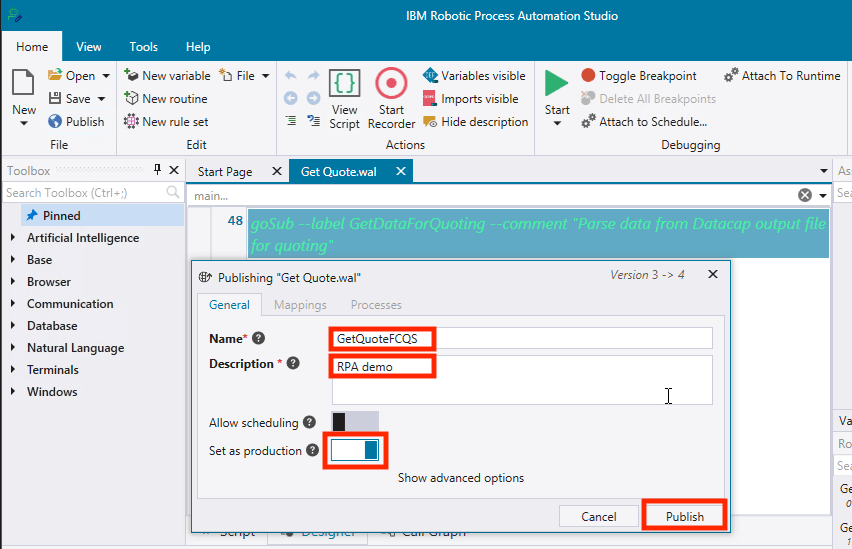 IBM Robotic Process Automation Studio
Home View Tools Help
New
Open
Save
Publish
File
New variable
File
New routine
New rule set
Edit
View Script
Start Recorder
Variables visible
Imports visible
Hide description
Actions
Start
Toggle Breakpoint
Delete All Breakpoints
Attach to Schedule...
Attach To Runtime
Debugging
Toolbox
Search Toolbox (Ctrl+;)
Pinned
Artificial Intelligence
Base
Browser
Communication
Database
Natural Language
Terminals
Windows
Start Page
Get Quote.wal
main...
48 goSub --label GetDataForQuoting --comment "Parse data from Datacap output file
for quoting"
Publishing "Get Quote.wal"
Version 3 -> 4
General Mappings Processes
Name*
GetQuoteFCQS
Description *
RPA demo
Allow scheduling
Set as production
Show advanced options
Cancel
Publish
Script Designer Call Graph
Ass
Sea
Va
Ro
Sea
Ge
0
Ge
1